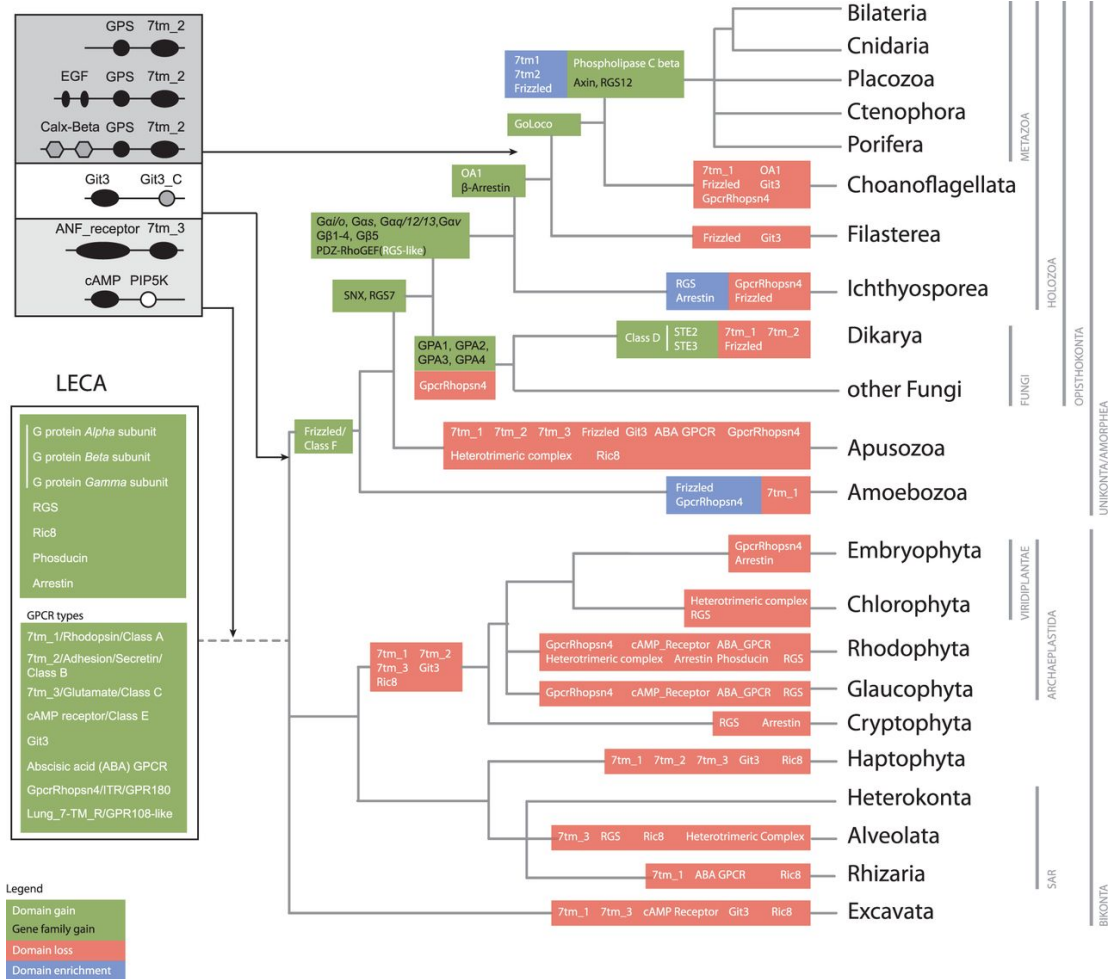 GPS 7tm_2
EGF GPS 7tm_2
Calx-Beta GPS 7tm_2
Git3 Git3_C
ANF_receptor 7tm_3
cAMP PIP5K
LECA
G protein Alpha subunit
G protein Beta subunit
G protein Gamma subunit
RGS
Ric8
Phosducin
Arrestin
GPCR types
7tm_1/Rhodopsin/Class A
7tm_2/Adhesion/Secretin/
Class B
7tm_3/Glutamate/Class C
cAMP receptor/Class E
Git3
Abscisic acid (ABA) GPCR
GpcrRhopsn4/ITR/GPR180
Lung_7-TM_R/GPR108-like
Legend
Domain gain
Gene family gain
Domain loss
Domain enrichment
7tm1
7tm2
Frizzled
Phospholipase C beta
Axin, RGS12
GoLoco
OA1
β-Arrestin
Gαi/o, Gαs, Gαq/12/13,Gαv
Gβ1-4, Gβ5
PDZ-RhoGEF(RGS-like)
SNX, RGS7
GPA1, GPA2,
GPA3, GPA4
GpcrRhopsn4
Frizzled/
Class F
Bilateria
Cnidaria
Placozoa
Ctenophora
Porifera
7tm_1 OA1
Frizzled Git3
GpcrRhopsn4
Choanoflagellata
Frizzled Git3
Filasterea
RGS
Arrestin
GpcrRhopsn4
Frizzled
Ichthyosporea
Class D
STE2
STE3
7tm_1 7tm_2
Frizzled
Dikarya
other Fungi
7tm_1 7tm_2 7tm_3 Frizzled Git3 ABA GPCR GpcrRhopsn4
Heterotrimeric complex Ric8
Apusozoa
Frizzled
GpcrRhopsn4
7tm_1
Amoebozoa
GpcrRhopsn4
Arrestin
Embryophyta
Heterotrimeric complex
RGS
Chlorophyta
7tm_1 7tm_2
7tm_3 Git3
Ric8
GpcrRhopsn4 cAMP_Receptor ABA_GPCR
Heterotrimeric complex Arrestin Phosducin RGS
Rhodophyta
GpcrRhopsn4 cAMP_Receptor ABA_GPCR RGS
Glaucophyta
RGS Arrestin
Cryptophyta
7tm_1 7tm_2 7tm_3 Git3 Ric8
Haptophyta
Heterokonta
7tm_3 RGS Ric8 Heterotrimeric Complex
Alveolata
7tm_1 ABA GPCR Ric8
Rhizaria
7tm_1 7tm_3 cAMP Receptor Git3 Ric8
Excavata
METAZOA
HOLOZOA
FUNGI
OPISTHOKONTA
UNIKONTA/AMORPHEA
VIRIDIPLANTAE
ARCHAEPLASTIDA
SAR
BIKONTA